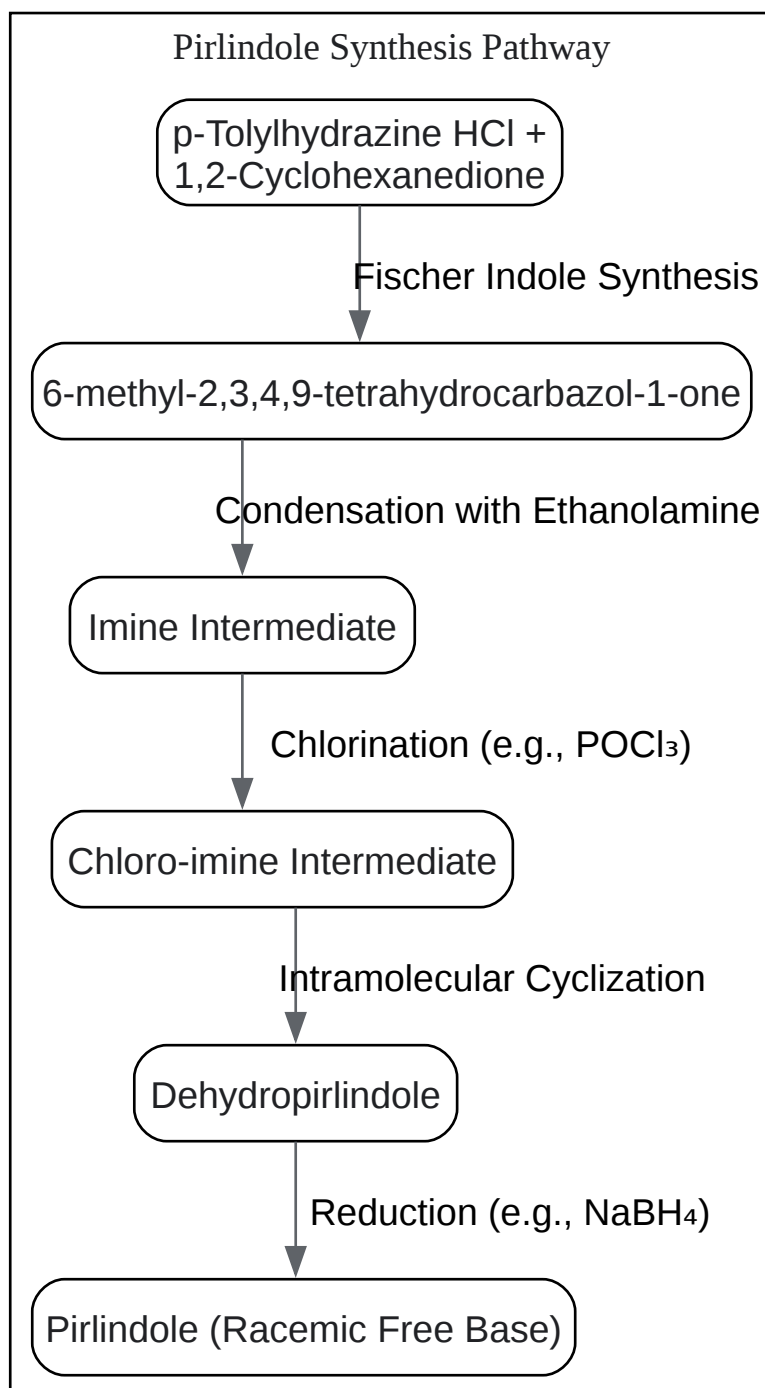 Pirlindole Synthesis Pathway
p-Tolylhydrazine HCl +
1,2-Cyclohexanedione
Fischer Indole Synthesis
6-methyl-2,3,4,9-tetrahydrocarbazol-1-one
Condensation with Ethanolamine
Imine Intermediate
Chlorination (e.g., POCl₃)
Chloro-imine Intermediate
Intramolecular Cyclization
Dehydropirlindole
Reduction (e.g., NaBH₄)
Pirlindole (Racemic Free Base)